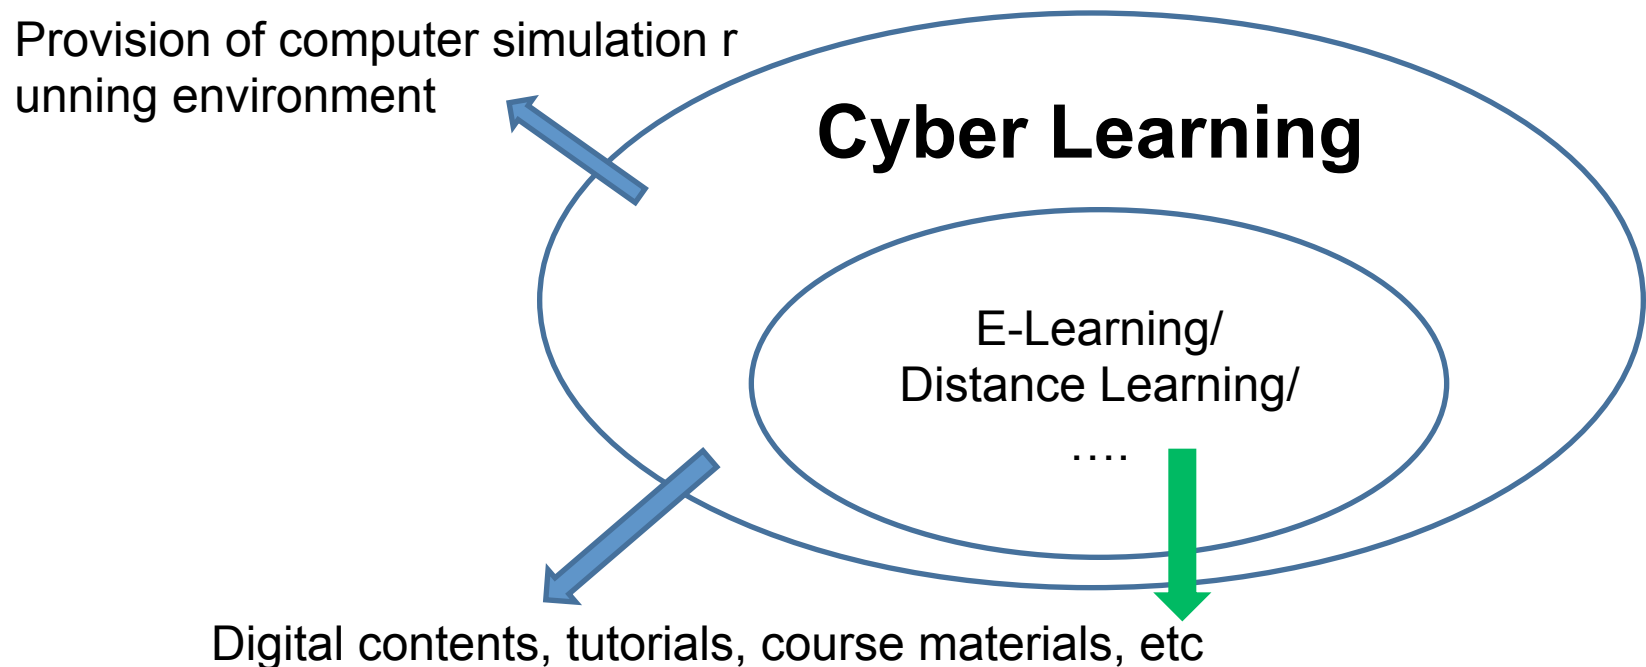 Provision of computer simulation r
unning environment
Cyber Learning
E-Learning/
Distance Learning/
….
Digital contents, tutorials, course materials, etc